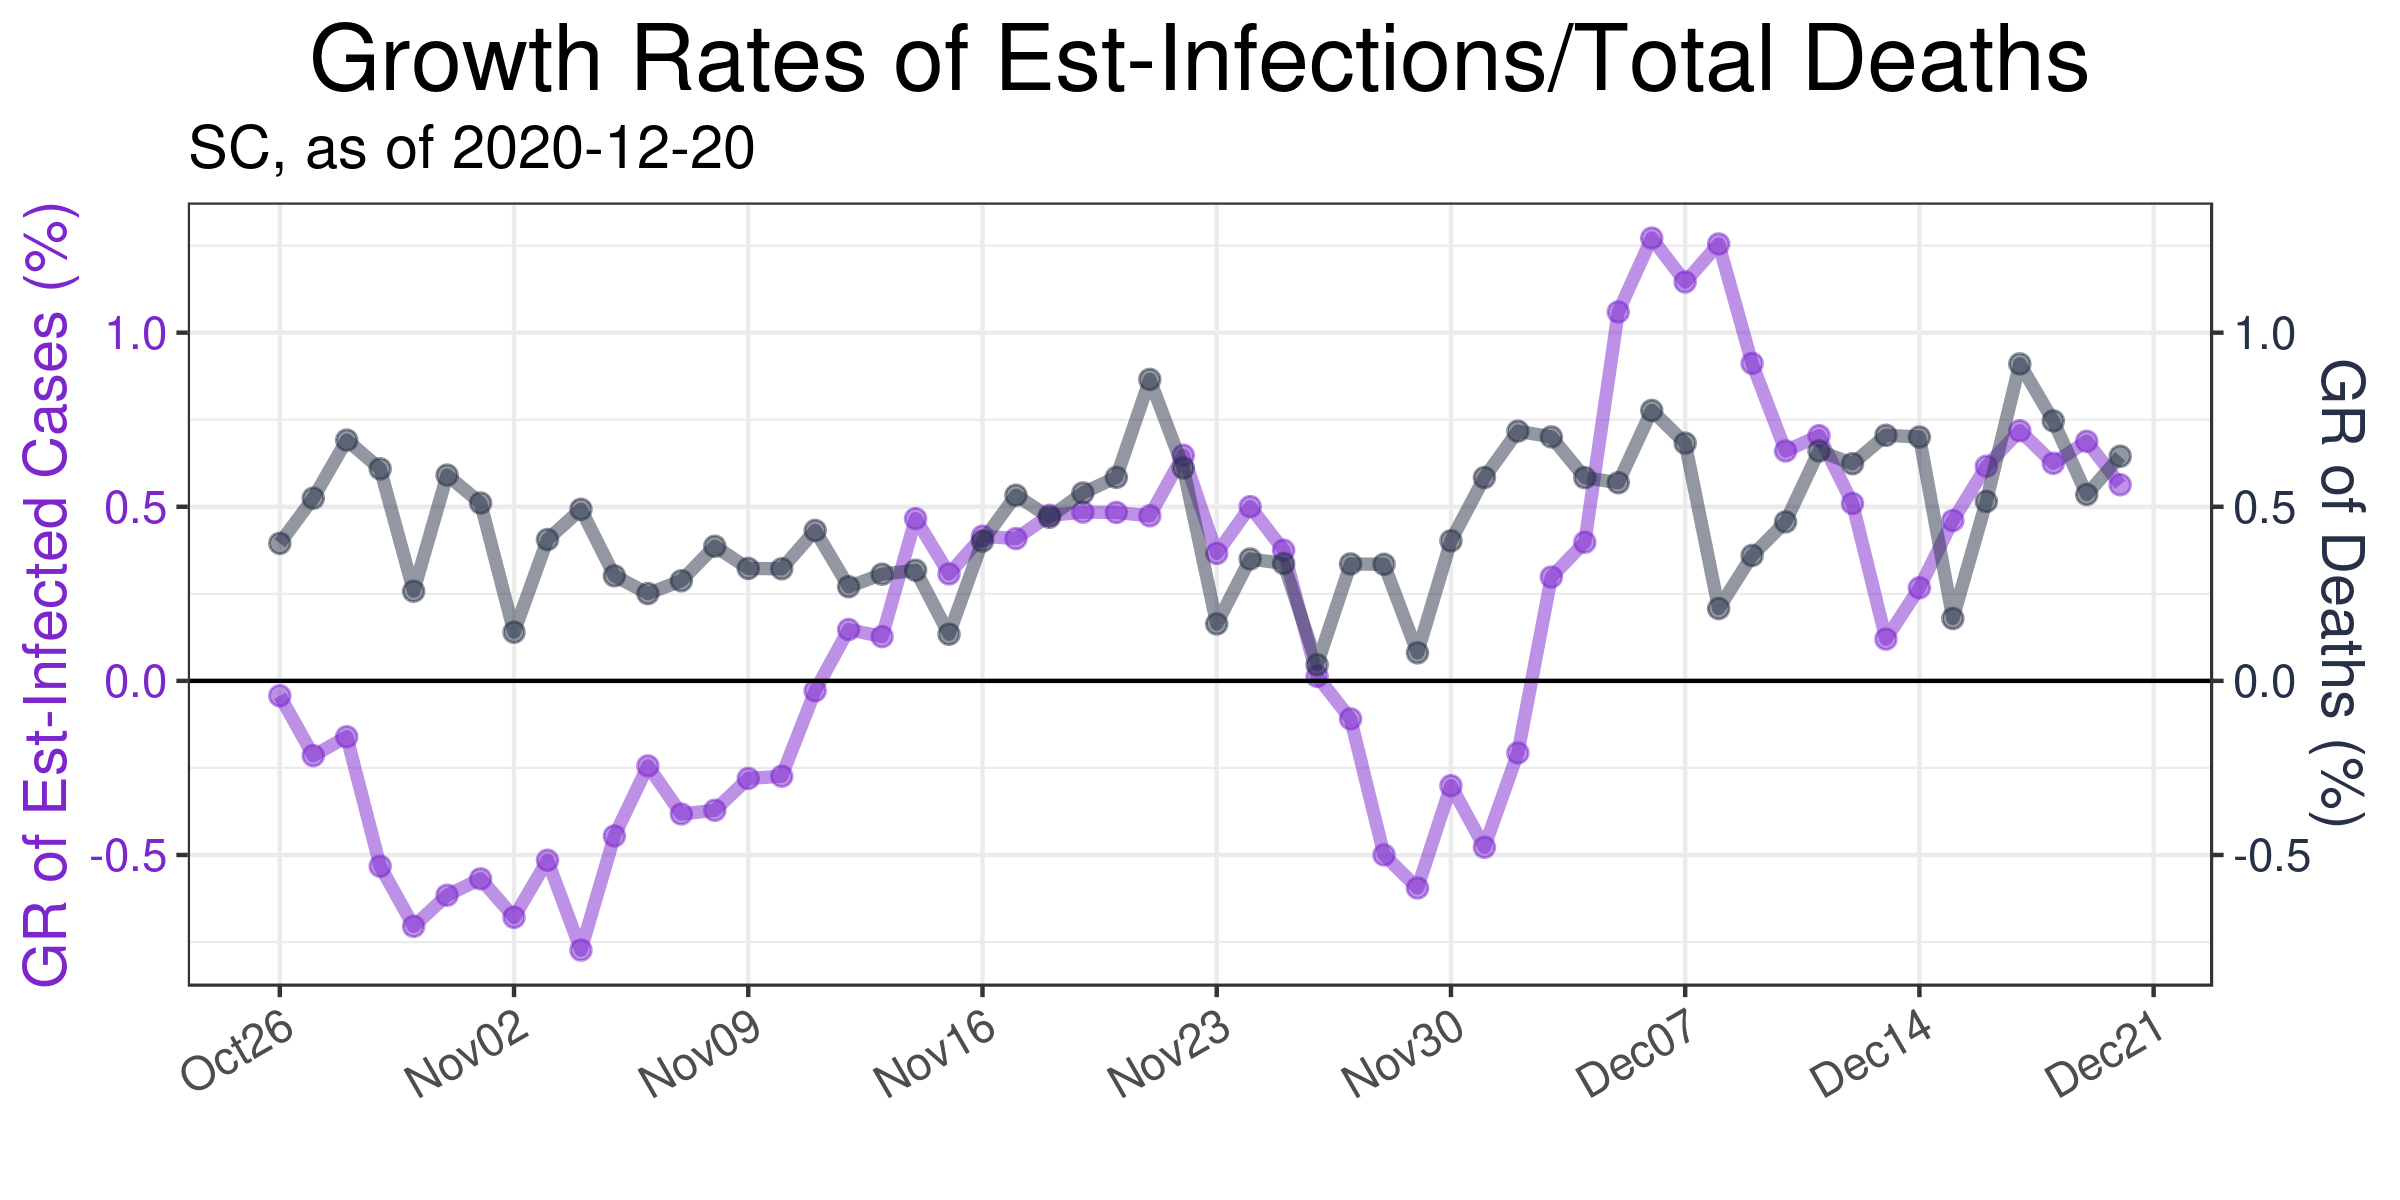 Growth Rates of Est-Infections/Total Deaths
SC, as of 2020-12-20
GR of Est-Infected Cases (%)
1.0
0.5
0.0
-0.5
1.0
0.5
0.0
-0.5
GR of Deaths (%)
Oct26
Nov02
Nov09
Nov16
Nov23
Nov30
Dec07
Dec14
Dec21